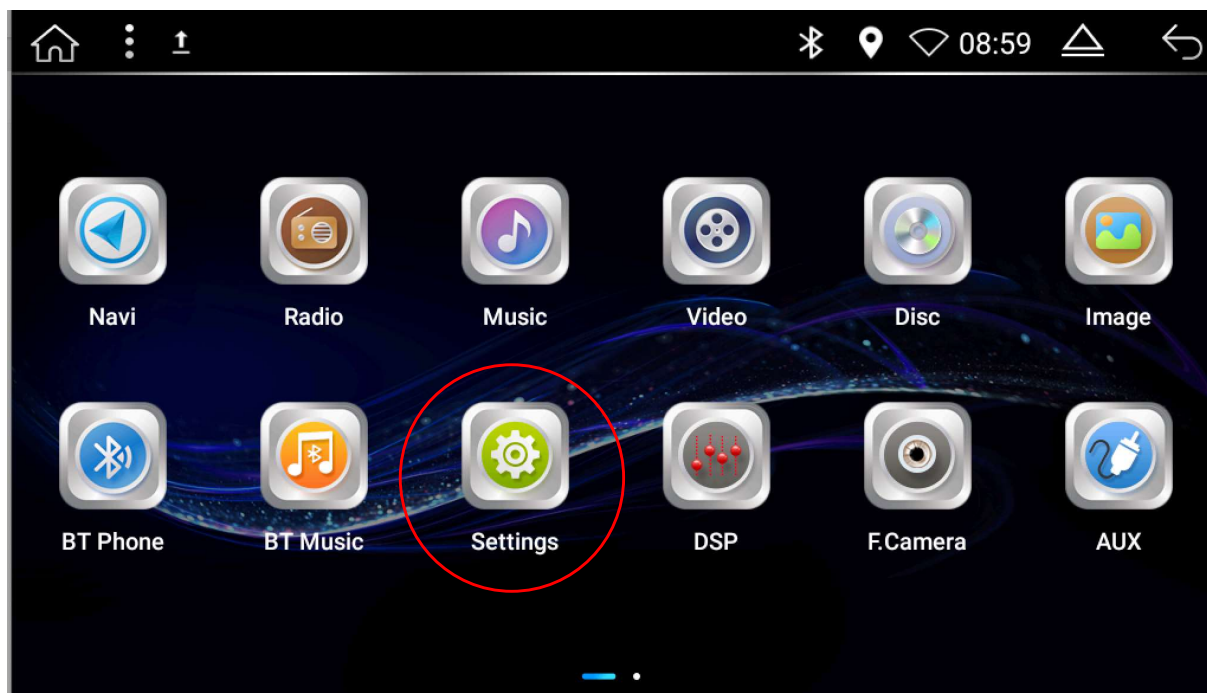 08:59
Navi Radio Music Video Disc Image
BT Phone BT Music Settings DSP F.Camera AUX